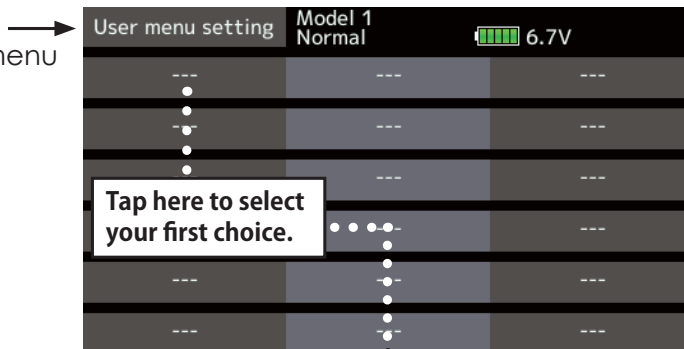 User menu setting Model 1
Normal 6.7V
menu
--- --- ---
--- --- ---
--- --- ---
Tap here to select
your first choice.
--- ---
--- --- ---
--- --- ---